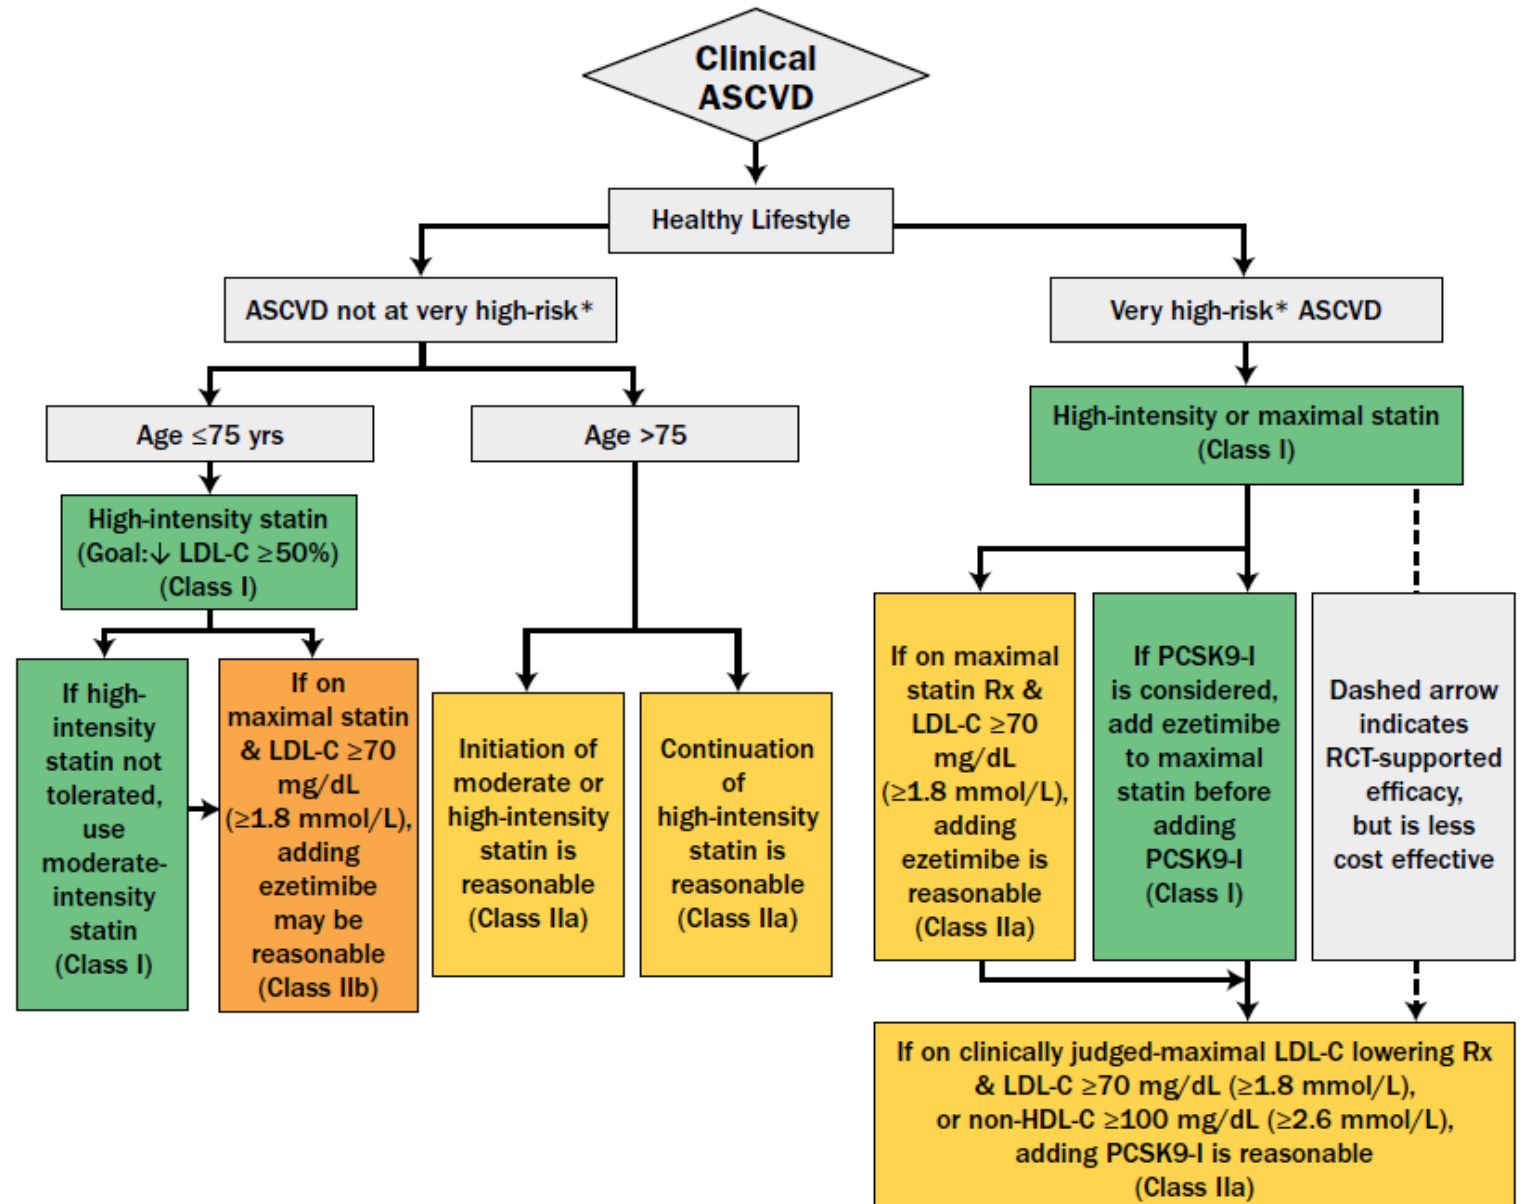 Clinical
ASCVD
Healthy Lifestyle
ASCVD not at very high-risk*
Very high-risk* ASCVD
Age ≤75 yrs
Age >75
High-intensity or maximal statin
(Class I)
High-intensity statin
(Goal:↓ LDL-C ≥50%)
(Class I)
If high-
intensity
statin not
tolerated,
use
moderate-
intensity
statin
(Class I)
If on
maximal statin
& LDL-C ≥70
mg/dL
(≥1.8 mmol/L),
adding
ezetimibe
may be
reasonable
(Class IIb)
Initiation of
moderate or
high-intensity
statin is
reasonable
(Class IIa)
Continuation
of
high-intensity
statin is
reasonable
(Class IIa)
If on maximal
statin Rx &
LDL-C ≥70
mg/dL
(≥1.8 mmol/L),
adding
ezetimibe is
reasonable
(Class IIa)
If PCSK9-I
is considered,
add ezetimibe
to maximal
statin before
adding
PCSK9-I
(Class I)
Dashed arrow
indicates
RCT-supported
efficacy,
but is less
cost effective
If on clinically judged-maximal LDL-C lowering Rx
& LDL-C ≥70 mg/dL (≥1.8 mmol/L),
or non-HDL-C ≥100 mg/dL (≥2.6 mmol/L),
adding PCSK9-I is reasonable
(Class IIa)